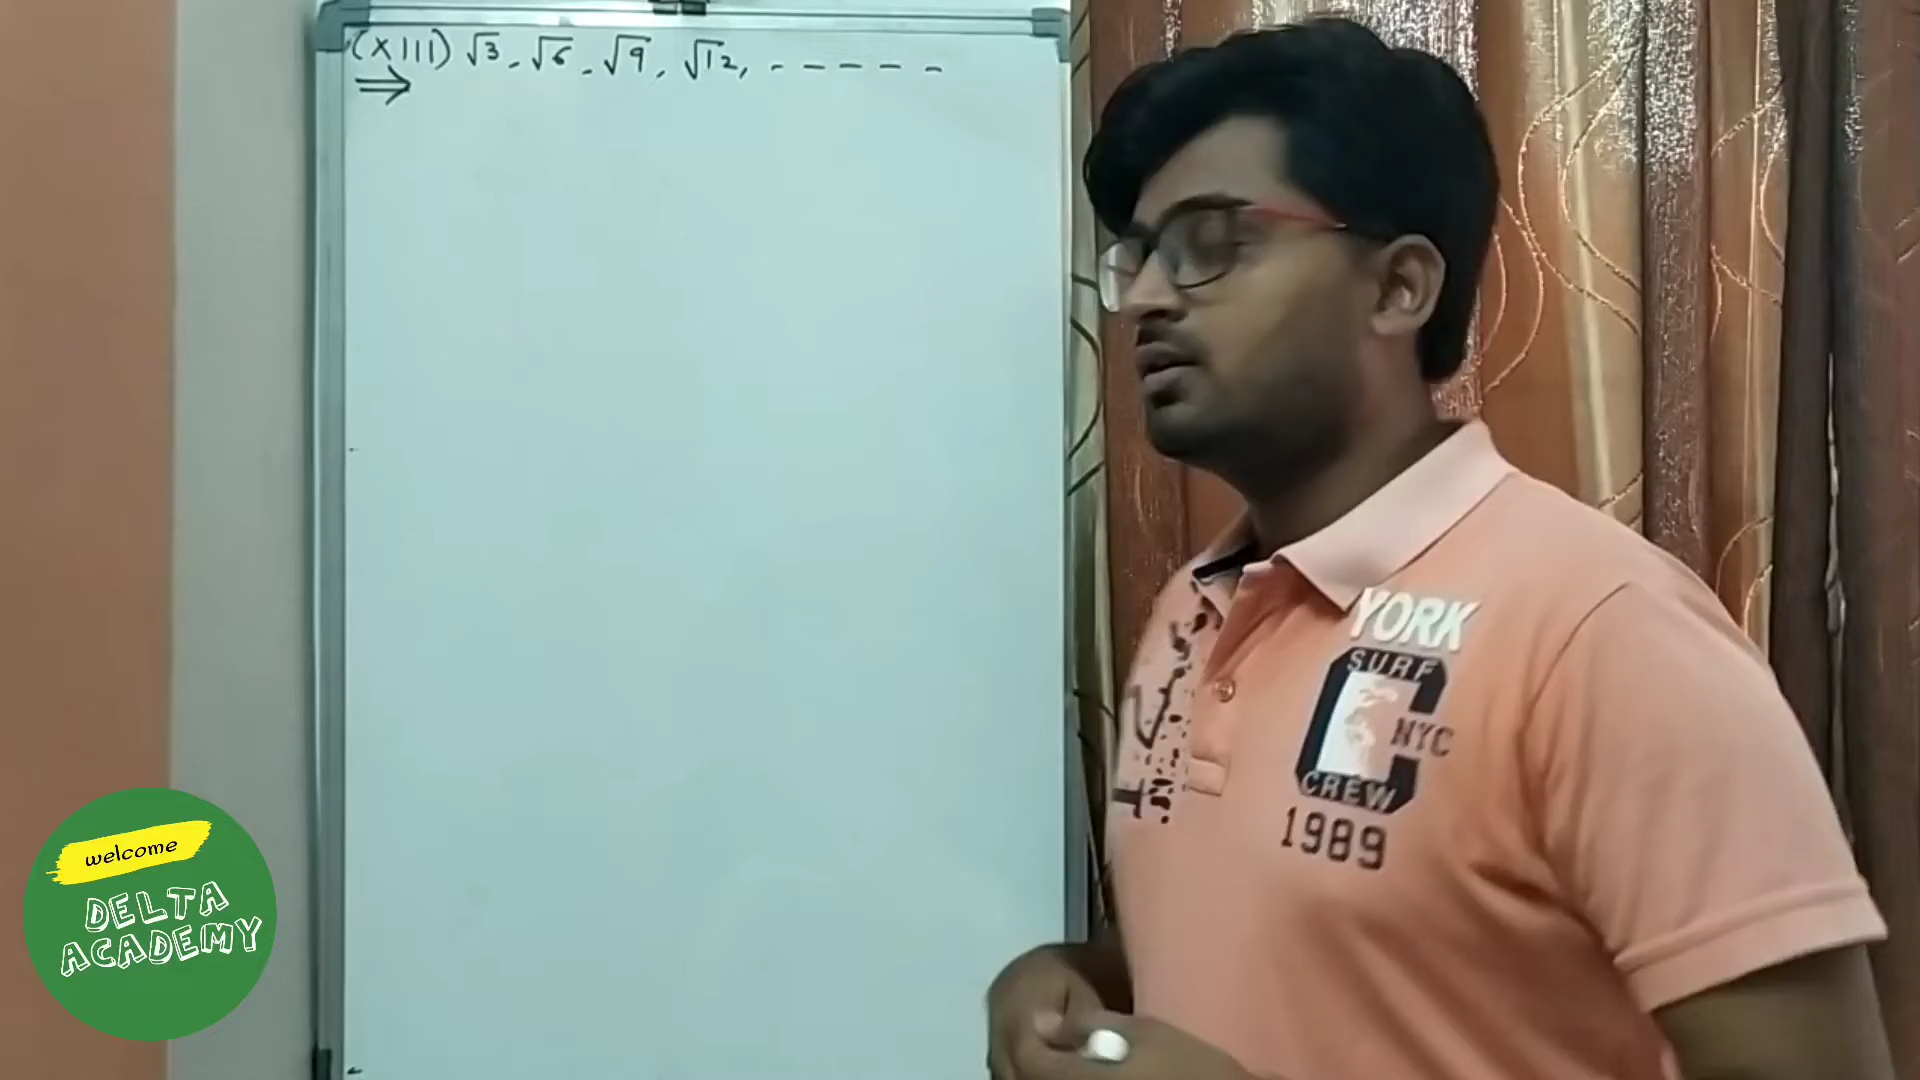 (XIII) √3, √6, √9, √12, - - - - -
⇒
YORK
SURF
NYC
CREW
1989
welcome
DELTA
ACADEMY